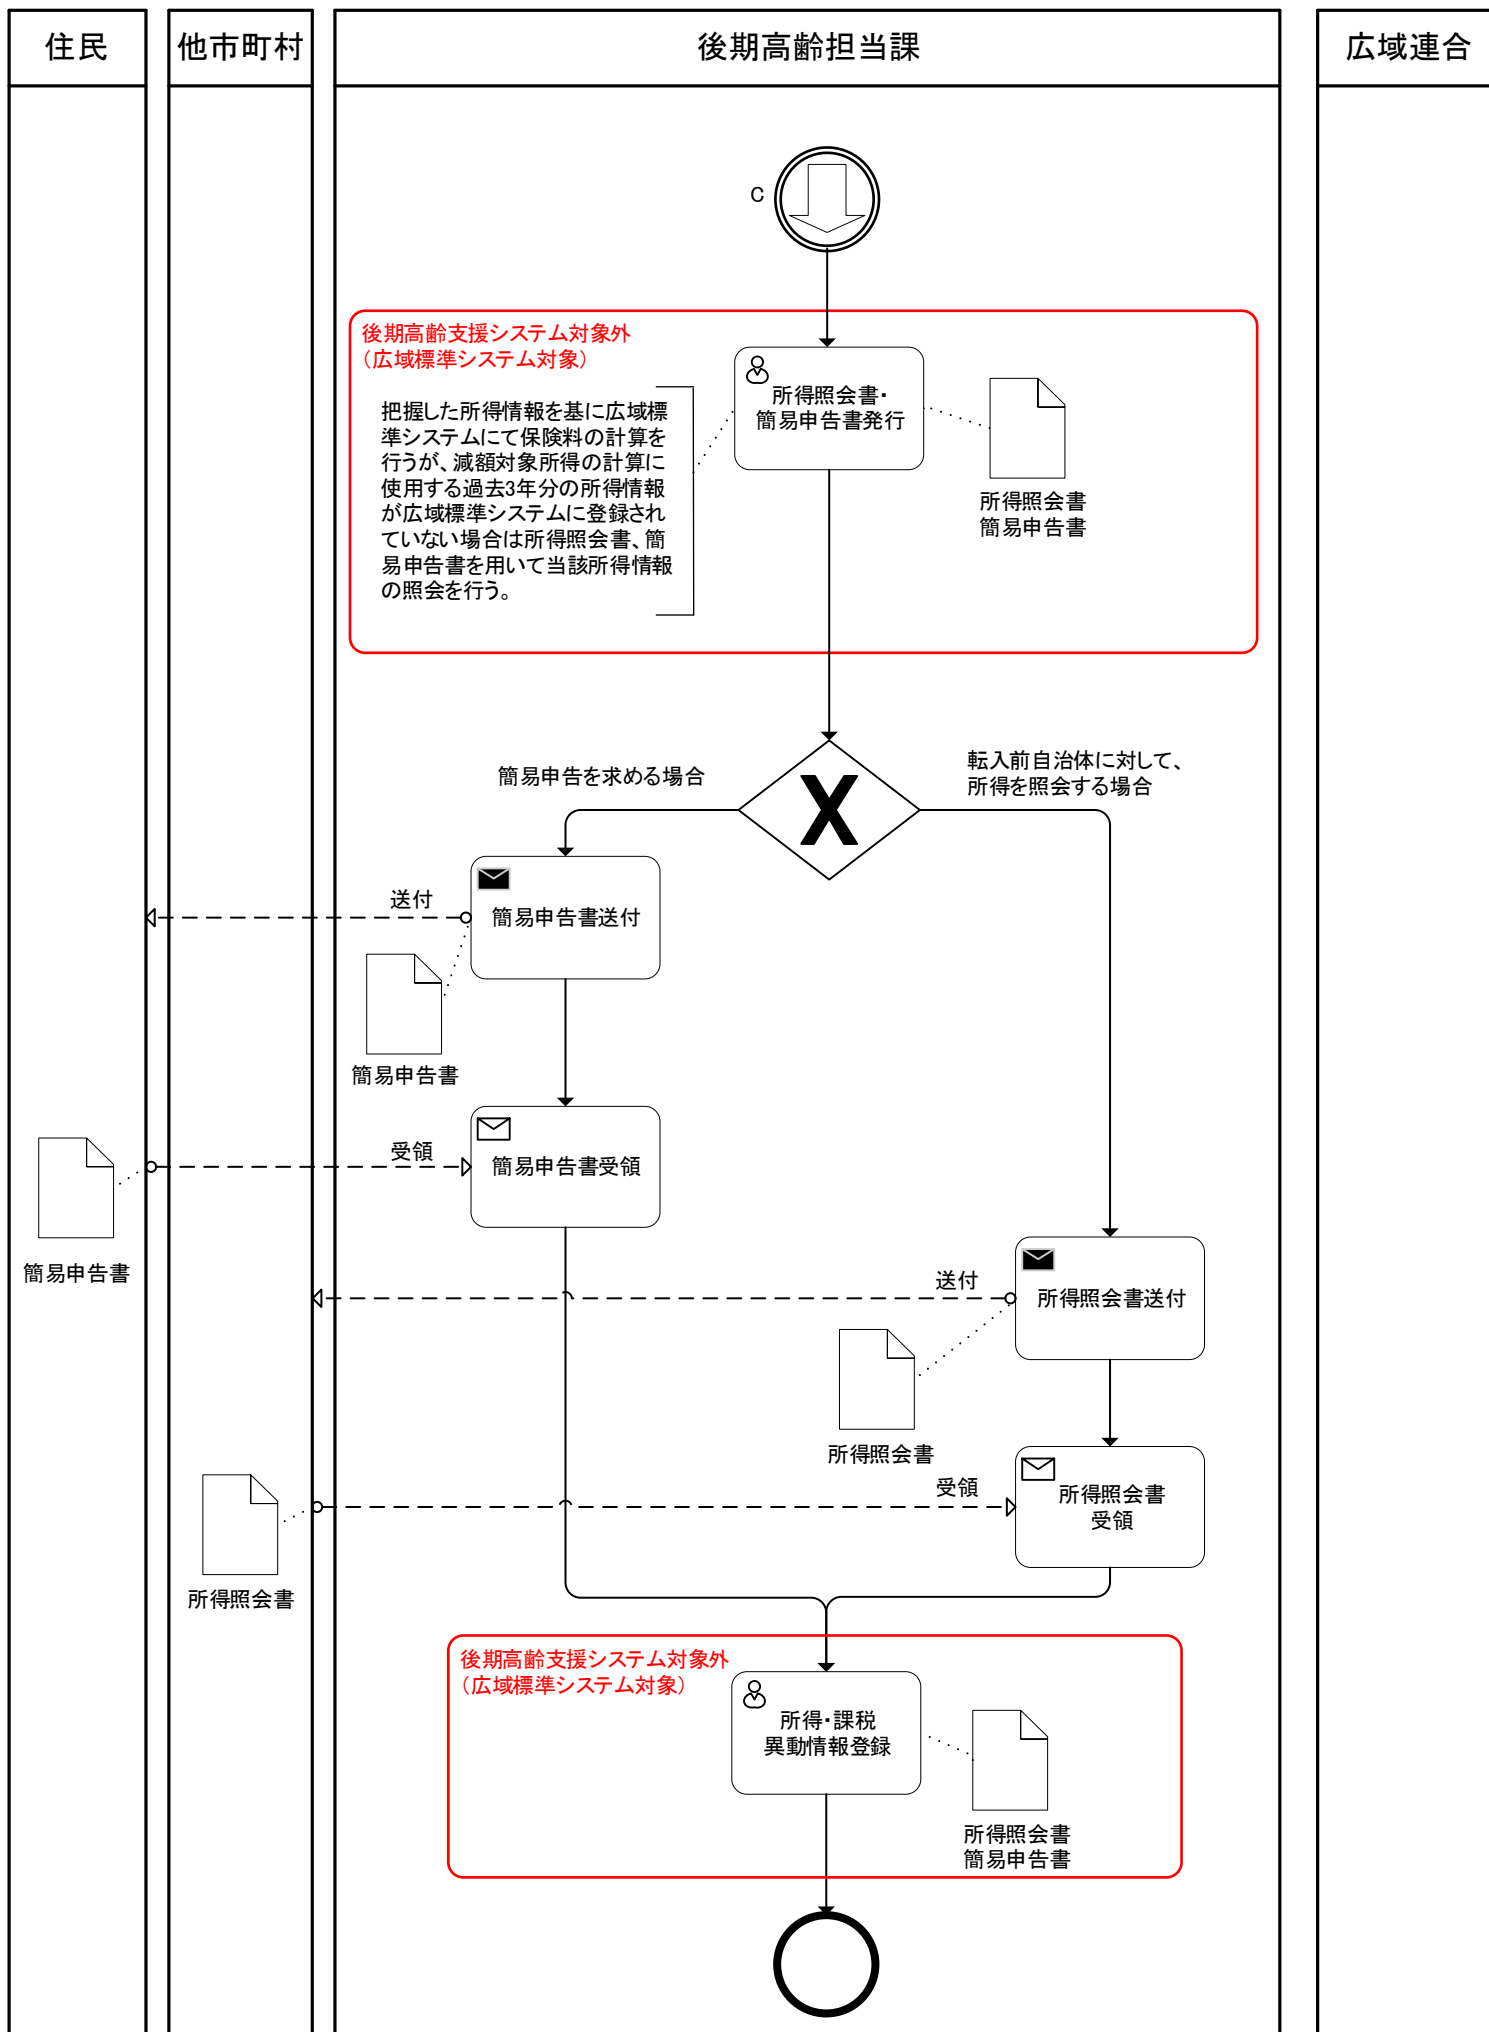 住民
他市町村
後期高齢担当課
広域連合
C
後期高齢支援システム対象外
（広域標準システム対象）
所得照会書・
簡易申告書発行
把握した所得情報を基に広域標
準システムにて保険料の計算を
行うが、減額対象所得の計算に
使用する過去3年分の所得情報
が広域標準システムに登録され
ていない場合は所得照会書、簡
易申告書を用いて当該所得情報
の照会を行う。
所得照会書
簡易申告書
簡易申告を求める場合
転入前自治体に対して、
所得を照会する場合
X
送付
簡易申告書送付
簡易申告書
受領
簡易申告書受領
簡易申告書
送付
所得照会書送付
所得照会書
受領
所得照会書
受領
所得照会書
後期高齢支援システム対象外
（広域標準システム対象）
所得・課税
異動情報登録
所得照会書
簡易申告書